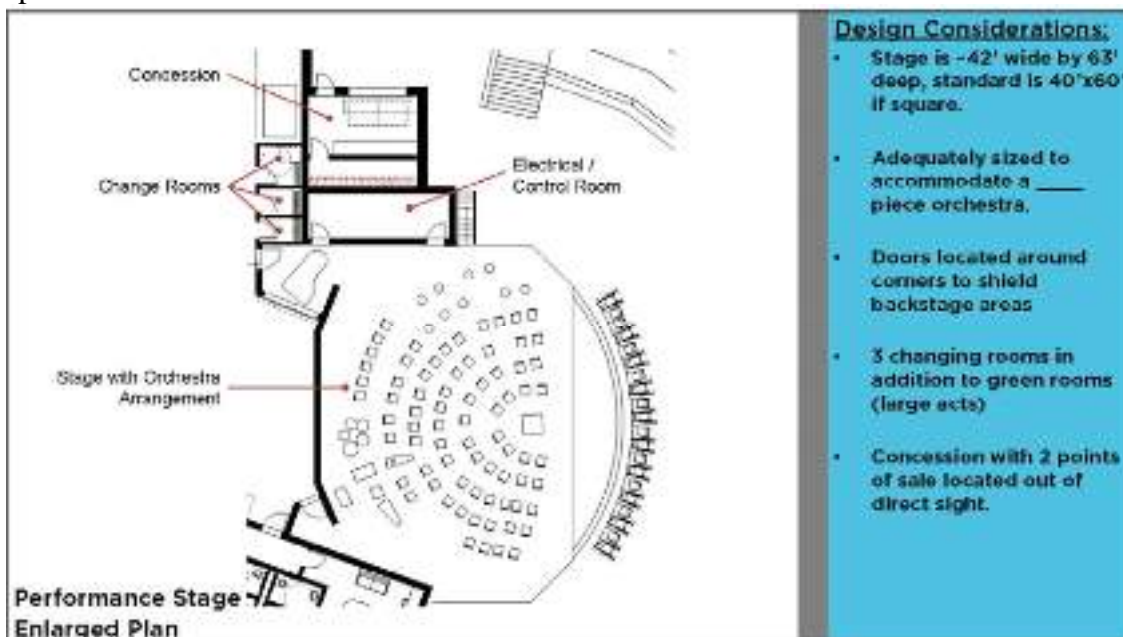 Concession
Change Rooms
Electrical /
Control Room
Stage with Orchestra
Arrangement
Performance Stage
Enlarged Plan
Design Considerations:
• Stage is ~42' wide by 63'
deep, standard is 40'x60'
if square.
• Adequately sized to
accommodate a ____
piece orchestra.
• Doors located around
corners to shield
backstage areas
• 3 changing rooms in
addition to green rooms
(large acts)
• Concession with 2 points
of sale located out of
direct sight.